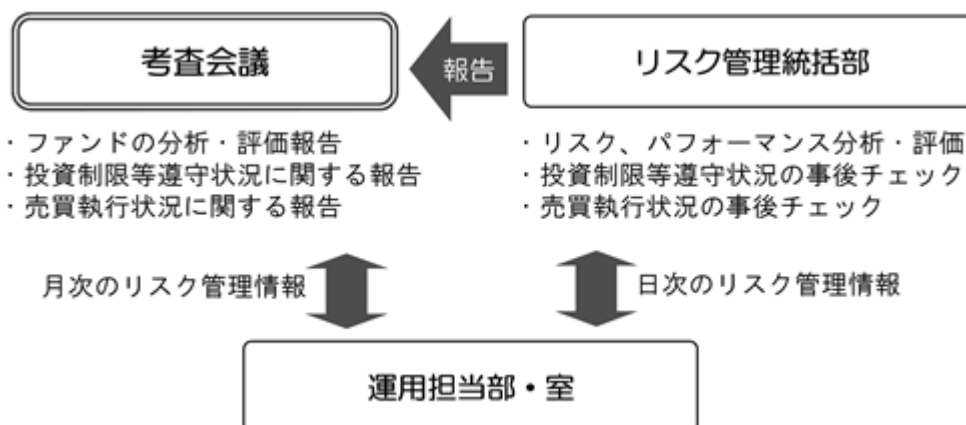 考査会議
報告
リスク管理統括部
・ファンドの分析・評価報告
・投資制限等遵守状況に関する報告
・売買執行状況に関する報告
・リスク、パフォーマンス分析・評価
・投資制限等遵守状況の事後チェック
・売買執行状況の事後チェック
月次のリスク管理情報
日次のリスク管理情報
運用担当部・室